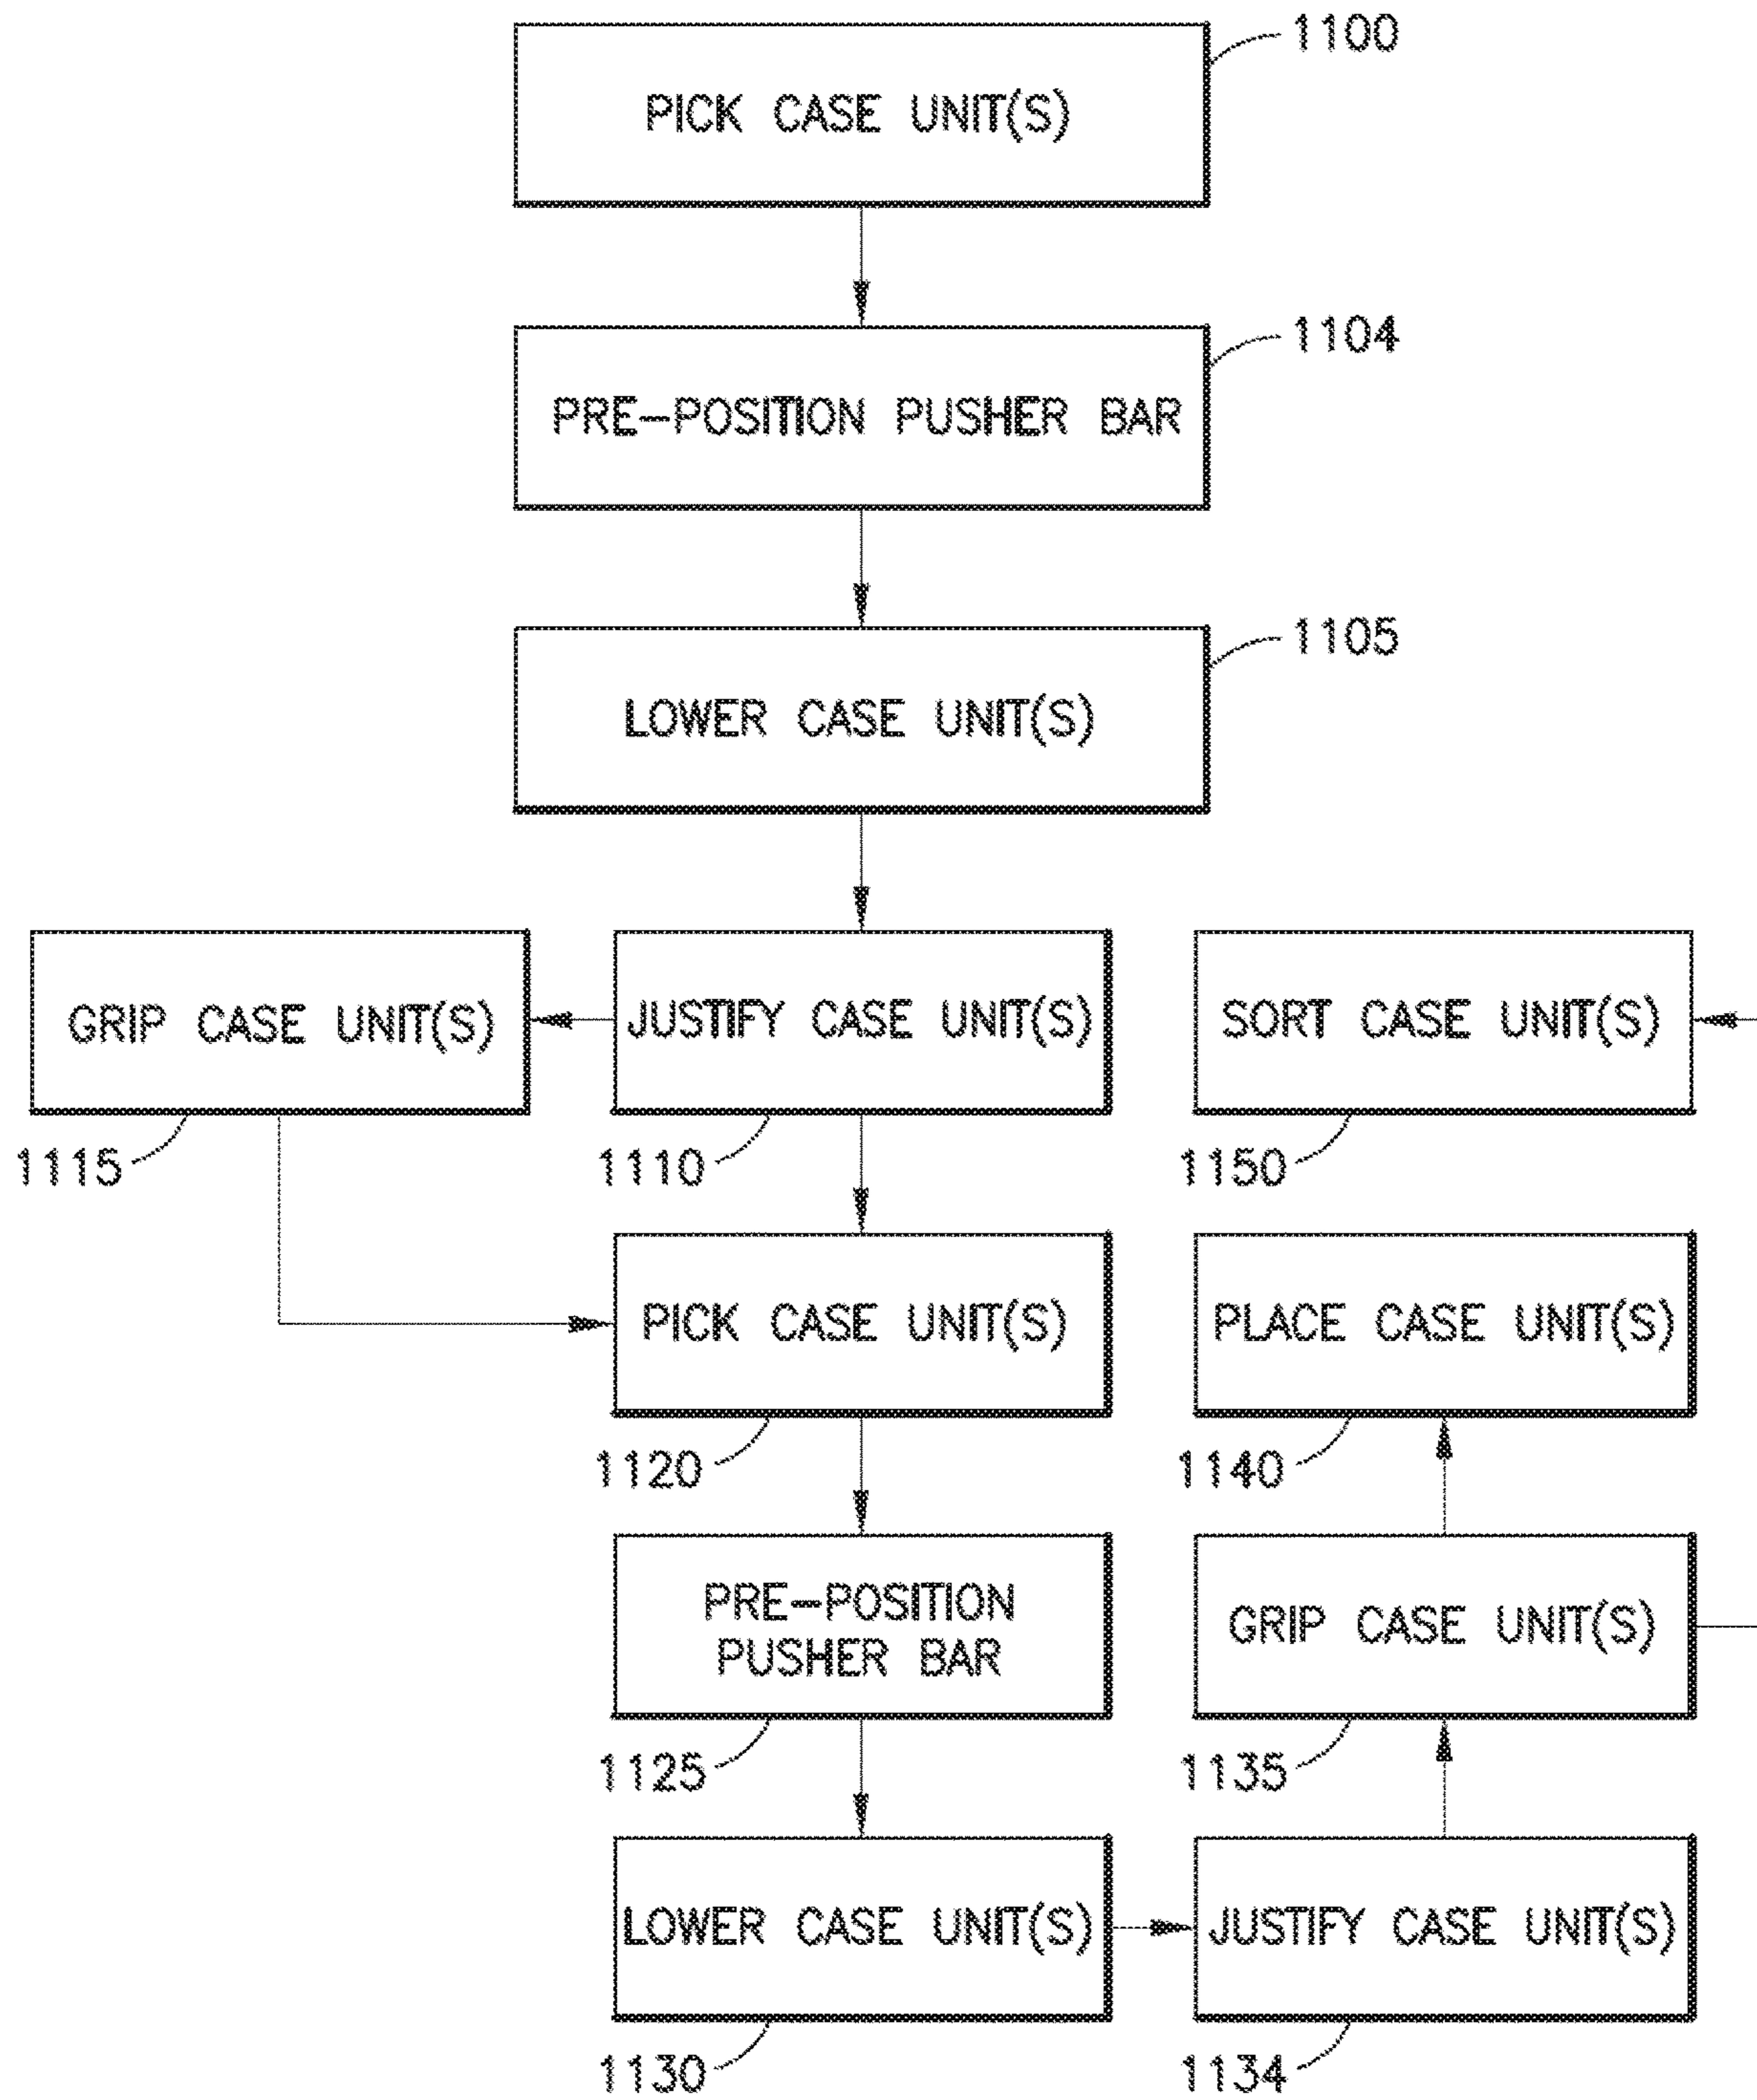 1100
PICK CASE UNIT(S)
1104
PRE-POSITION PUSHER BAR
1105
LOWER CASE UNIT(S)
GRIP CASE UNIT(S)
JUSTIFY CASE UNIT(S)
SORT CASE UNIT(S)
1115
1110
1150
PICK CASE UNIT(S)
PLACE CASE UNIT(S)
1120
1140
PRE-POSITION
PUSHER BAR
GRIP CASE UNIT(S)
1125
1135
LOWER CASE UNIT(S)
JUSTIFY CASE UNIT(S)
1130
1134